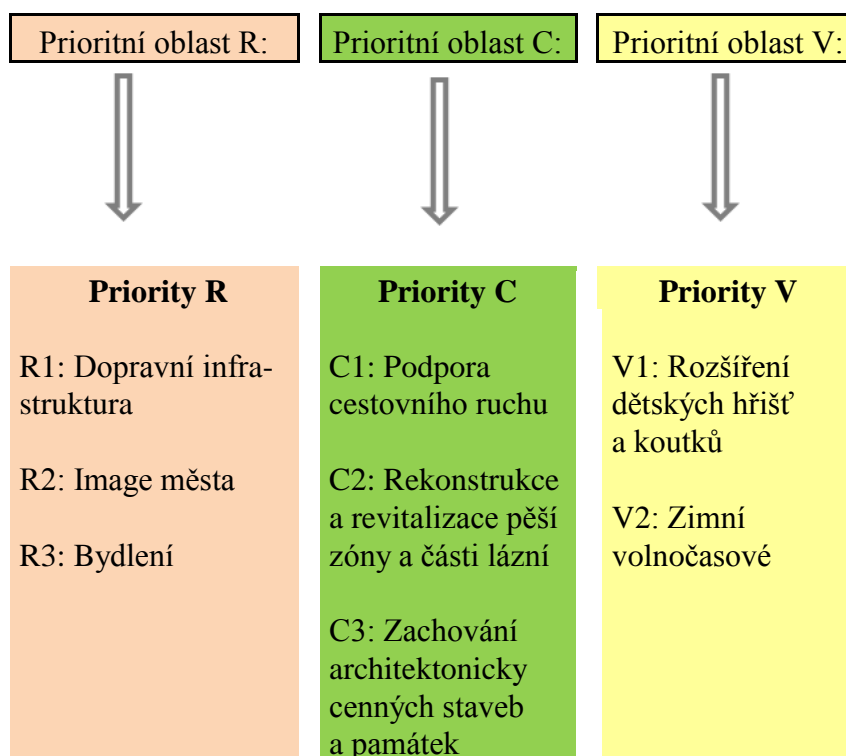 Prioritní oblast R:
Prioritní oblast C:
Prioritní oblast V:
Priority R
R1: Dopravní infra-
struktura
R2: Image města
R3: Bydlení
Priority C
C1: Podpora
cestovního ruchu
C2: Rekonstrukce
a revitalizace pěší
zóny a části lázní
C3: Zachování
architektonicky
cenných staveb
a památek
Priority V
V1: Rozšíření
dětských hřišť
a koutků
V2: Zimní
volnočasové